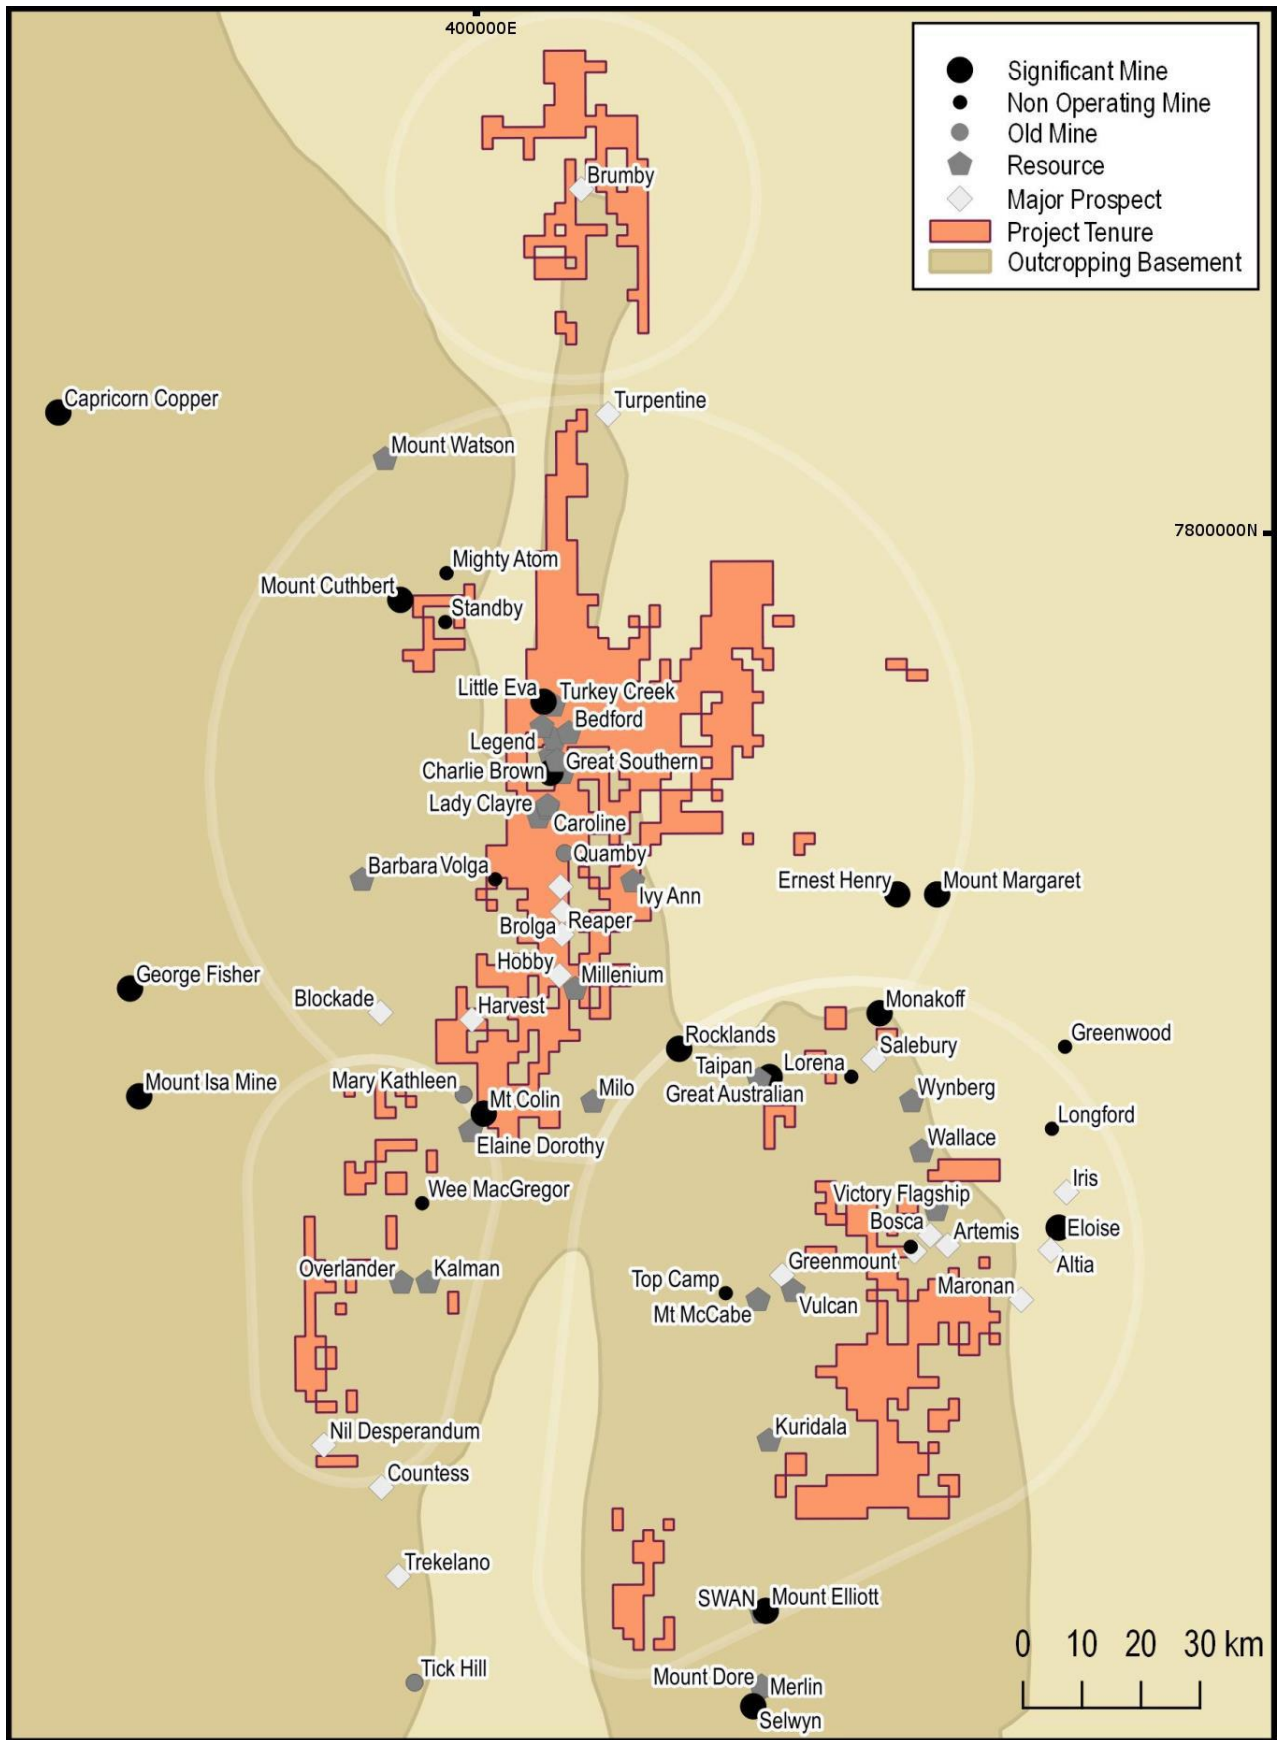 400000E
Significant Mine
Non Operating Mine
Old Mine
Resource
Major Prospect
Project Tenure
Outcropping Basement
Brumby
Capricorn Copper
Turpentine
Mount Watson
7800000N
Mighty Atom
Mount Cuthbert
Standby
Little Eva
Turkey Creek
Bedford
Legend
Great Southern
Charlie Brown
Lady Clayre
Caroline
Quamby
Barbara
Volga
Ernest Henry
Mount Margaret
Ivy Ann
Reaper
Brolga
Hobby
Millenium
George Fisher
Blockade
Harvest
Monakoff
Rocklands
Greenwood
Salebury
Taipan
Lorena
Mount Isa Mine
Mary Kathleen
Milo
Great Australian
Wynberg
Mt Colin
Longford
Elaine Dorothy
Wallace
Iris
Wee MacGregor
Victory Flagship
Bosca
Artemis
Eloise
Overlander
Kalman
Greenmount
Altia
Top Camp
Maronan
Mt McCabe
Vulcan
Kuridala
Nil Desperandum
Countess
Trekelano
SWAN
Mount Elliott
0 10 20 30 km
Tick Hill
Mount Dore
Merlin
Selwyn